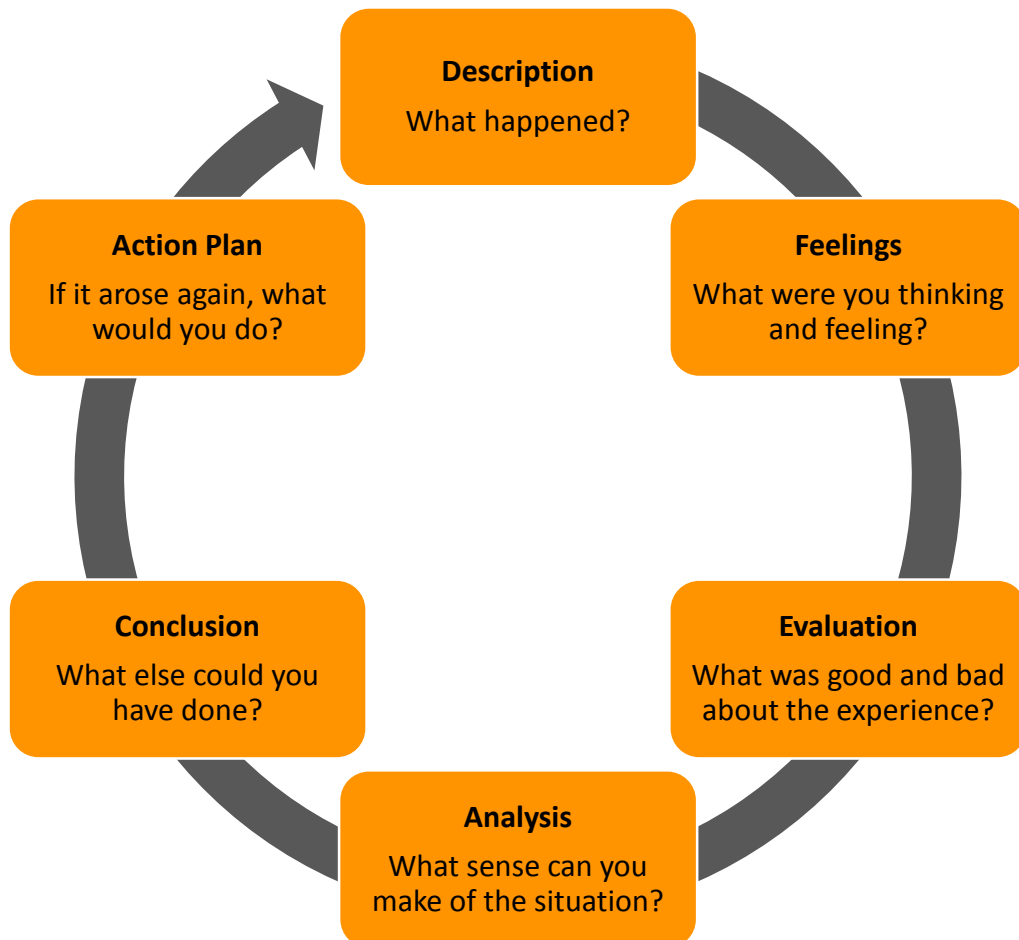 Description
What happened?
Feelings
What were you thinking
and feeling?
Evaluation
What was good and bad
about the experience?
Analysis
What sense can you
make of the situation?
Conclusion
What else could you
have done?
Action Plan
If it arose again, what
would you do?